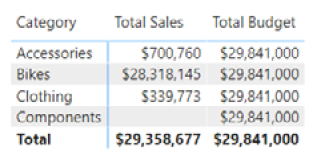 Category Total Sales Total Budget
Accessories $700,760 $29,841,000
Bikes $28,318,145 $29,841,000
Clothing $339,773 $29,841,000
Components $29,841,000
Total $29,358,677 $29,841,000